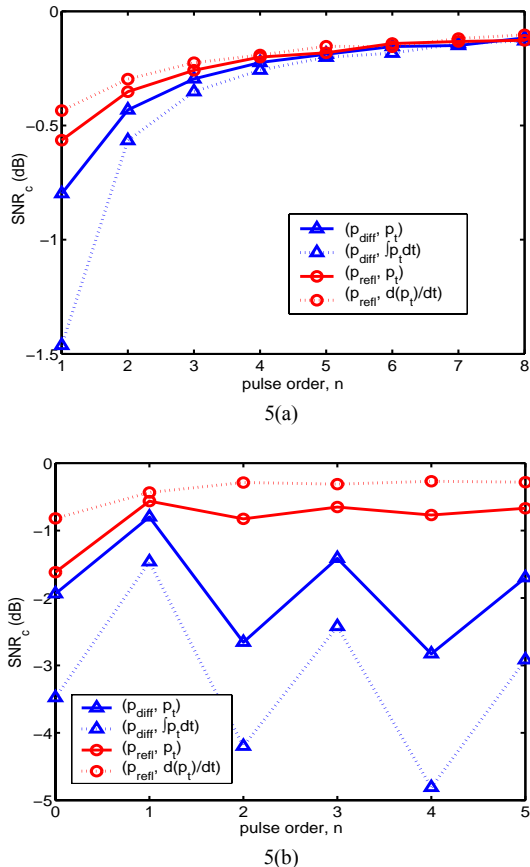 0
−0.5
−1
−1.5
SNR_c (dB)
(p_diff, p_t)
(p_diff, ∫p_t dt)
(p_refl, p_t)
(p_refl, d(p_t)/dt)
1 2 3 4 5 6 7 8
pulse order, n
5(a)
0
−1
−2
−3
−4
−5
SNR_c (dB)
(p_diff, p_t)
(p_diff, ∫p_t dt)
(p_refl, p_t)
(p_refl, d(p_t)/dt)
0 1 2 3 4 5
pulse order, n
5(b)